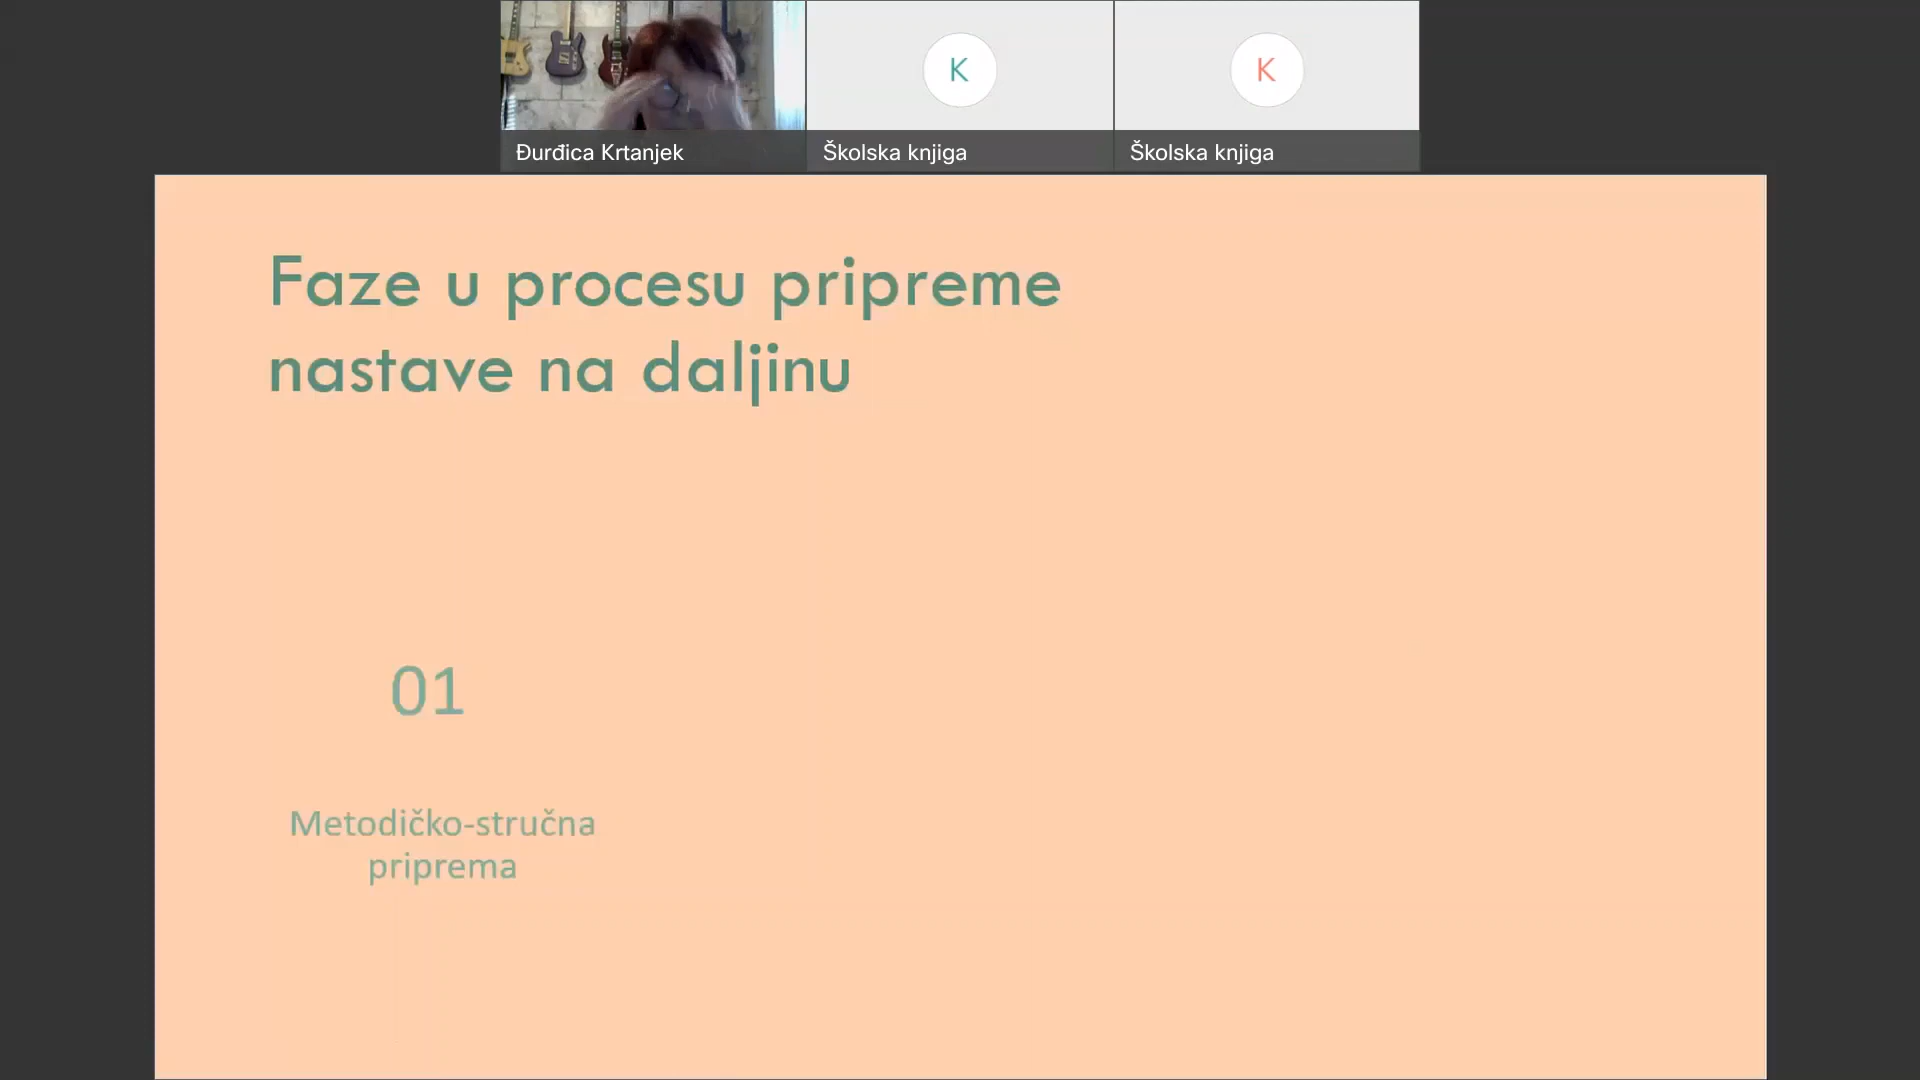 K
K
Đurđica Krtanjek
Školska knjiga
Školska knjiga
Faze u procesu pripreme
nastave na daljinu
01
Metodičko-stručna
priprema